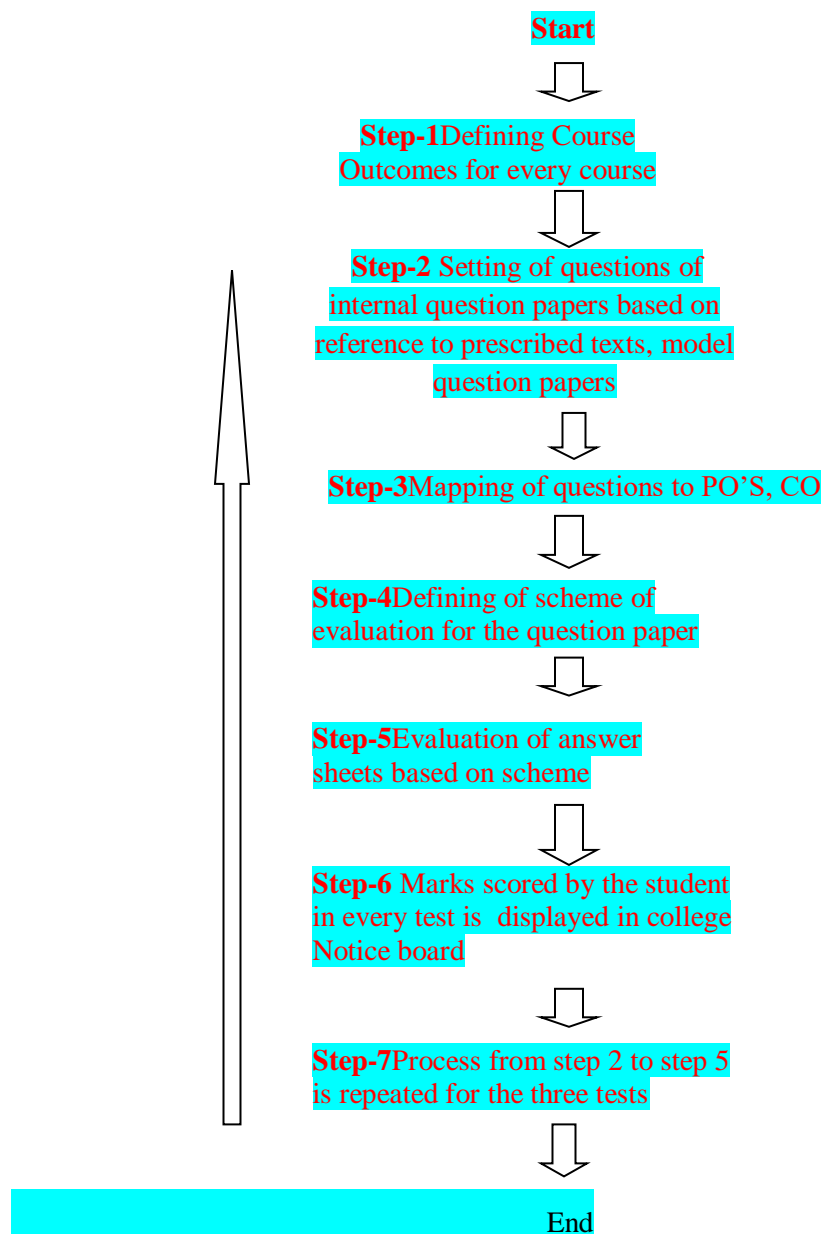 Start
Step-1Defining Course
Outcomes for every course
Step-2 Setting of questions of
internal question papers based on
reference to prescribed texts, model
question papers
Step-3Mapping of questions to PO’S, CO
Step-4Defining of scheme of
evaluation for the question paper
Step-5Evaluation of answer
sheets based on scheme
Step-6 Marks scored by the student
in every test is  displayed in college
Notice board
Step-7Process from step 2 to step 5
is repeated for the three tests
End